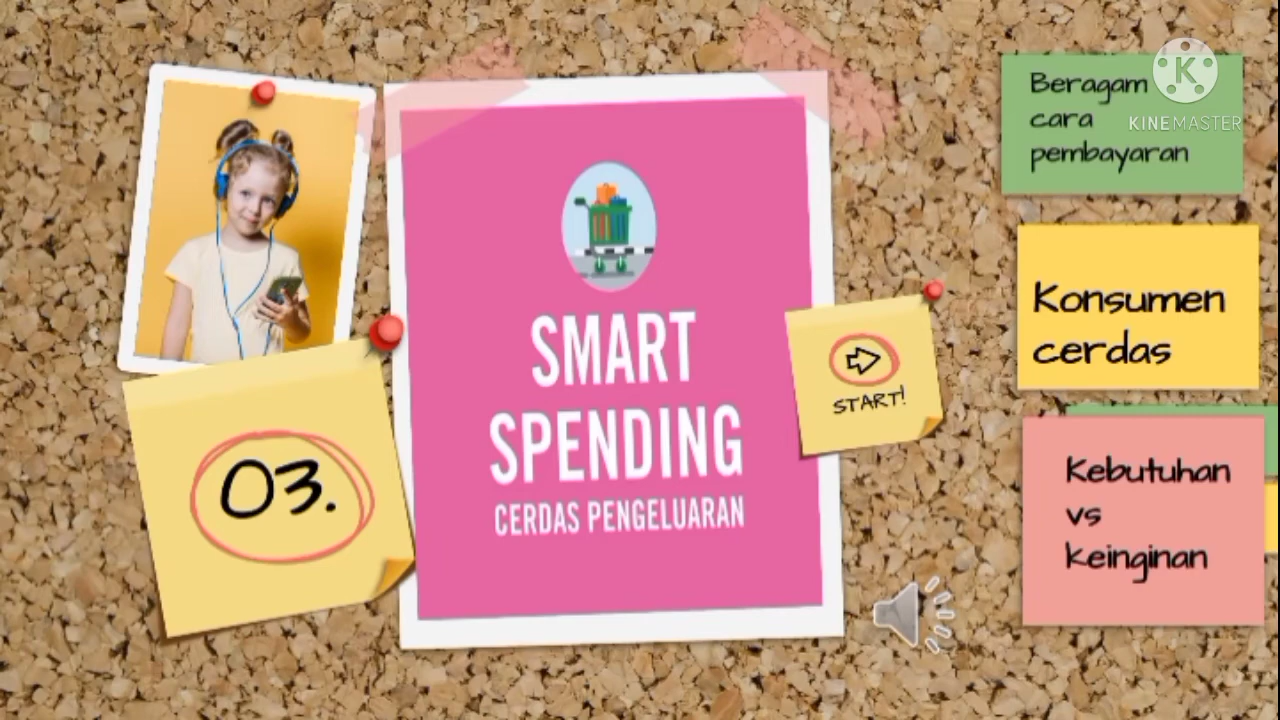 03.
SMART
SPENDING
CERDAS PENGELUARAN
START!
Beragam
cara
pembayaran
K
KINEMASTER
Konsumen
cerdas
Kebutuhan
vs
keinginan